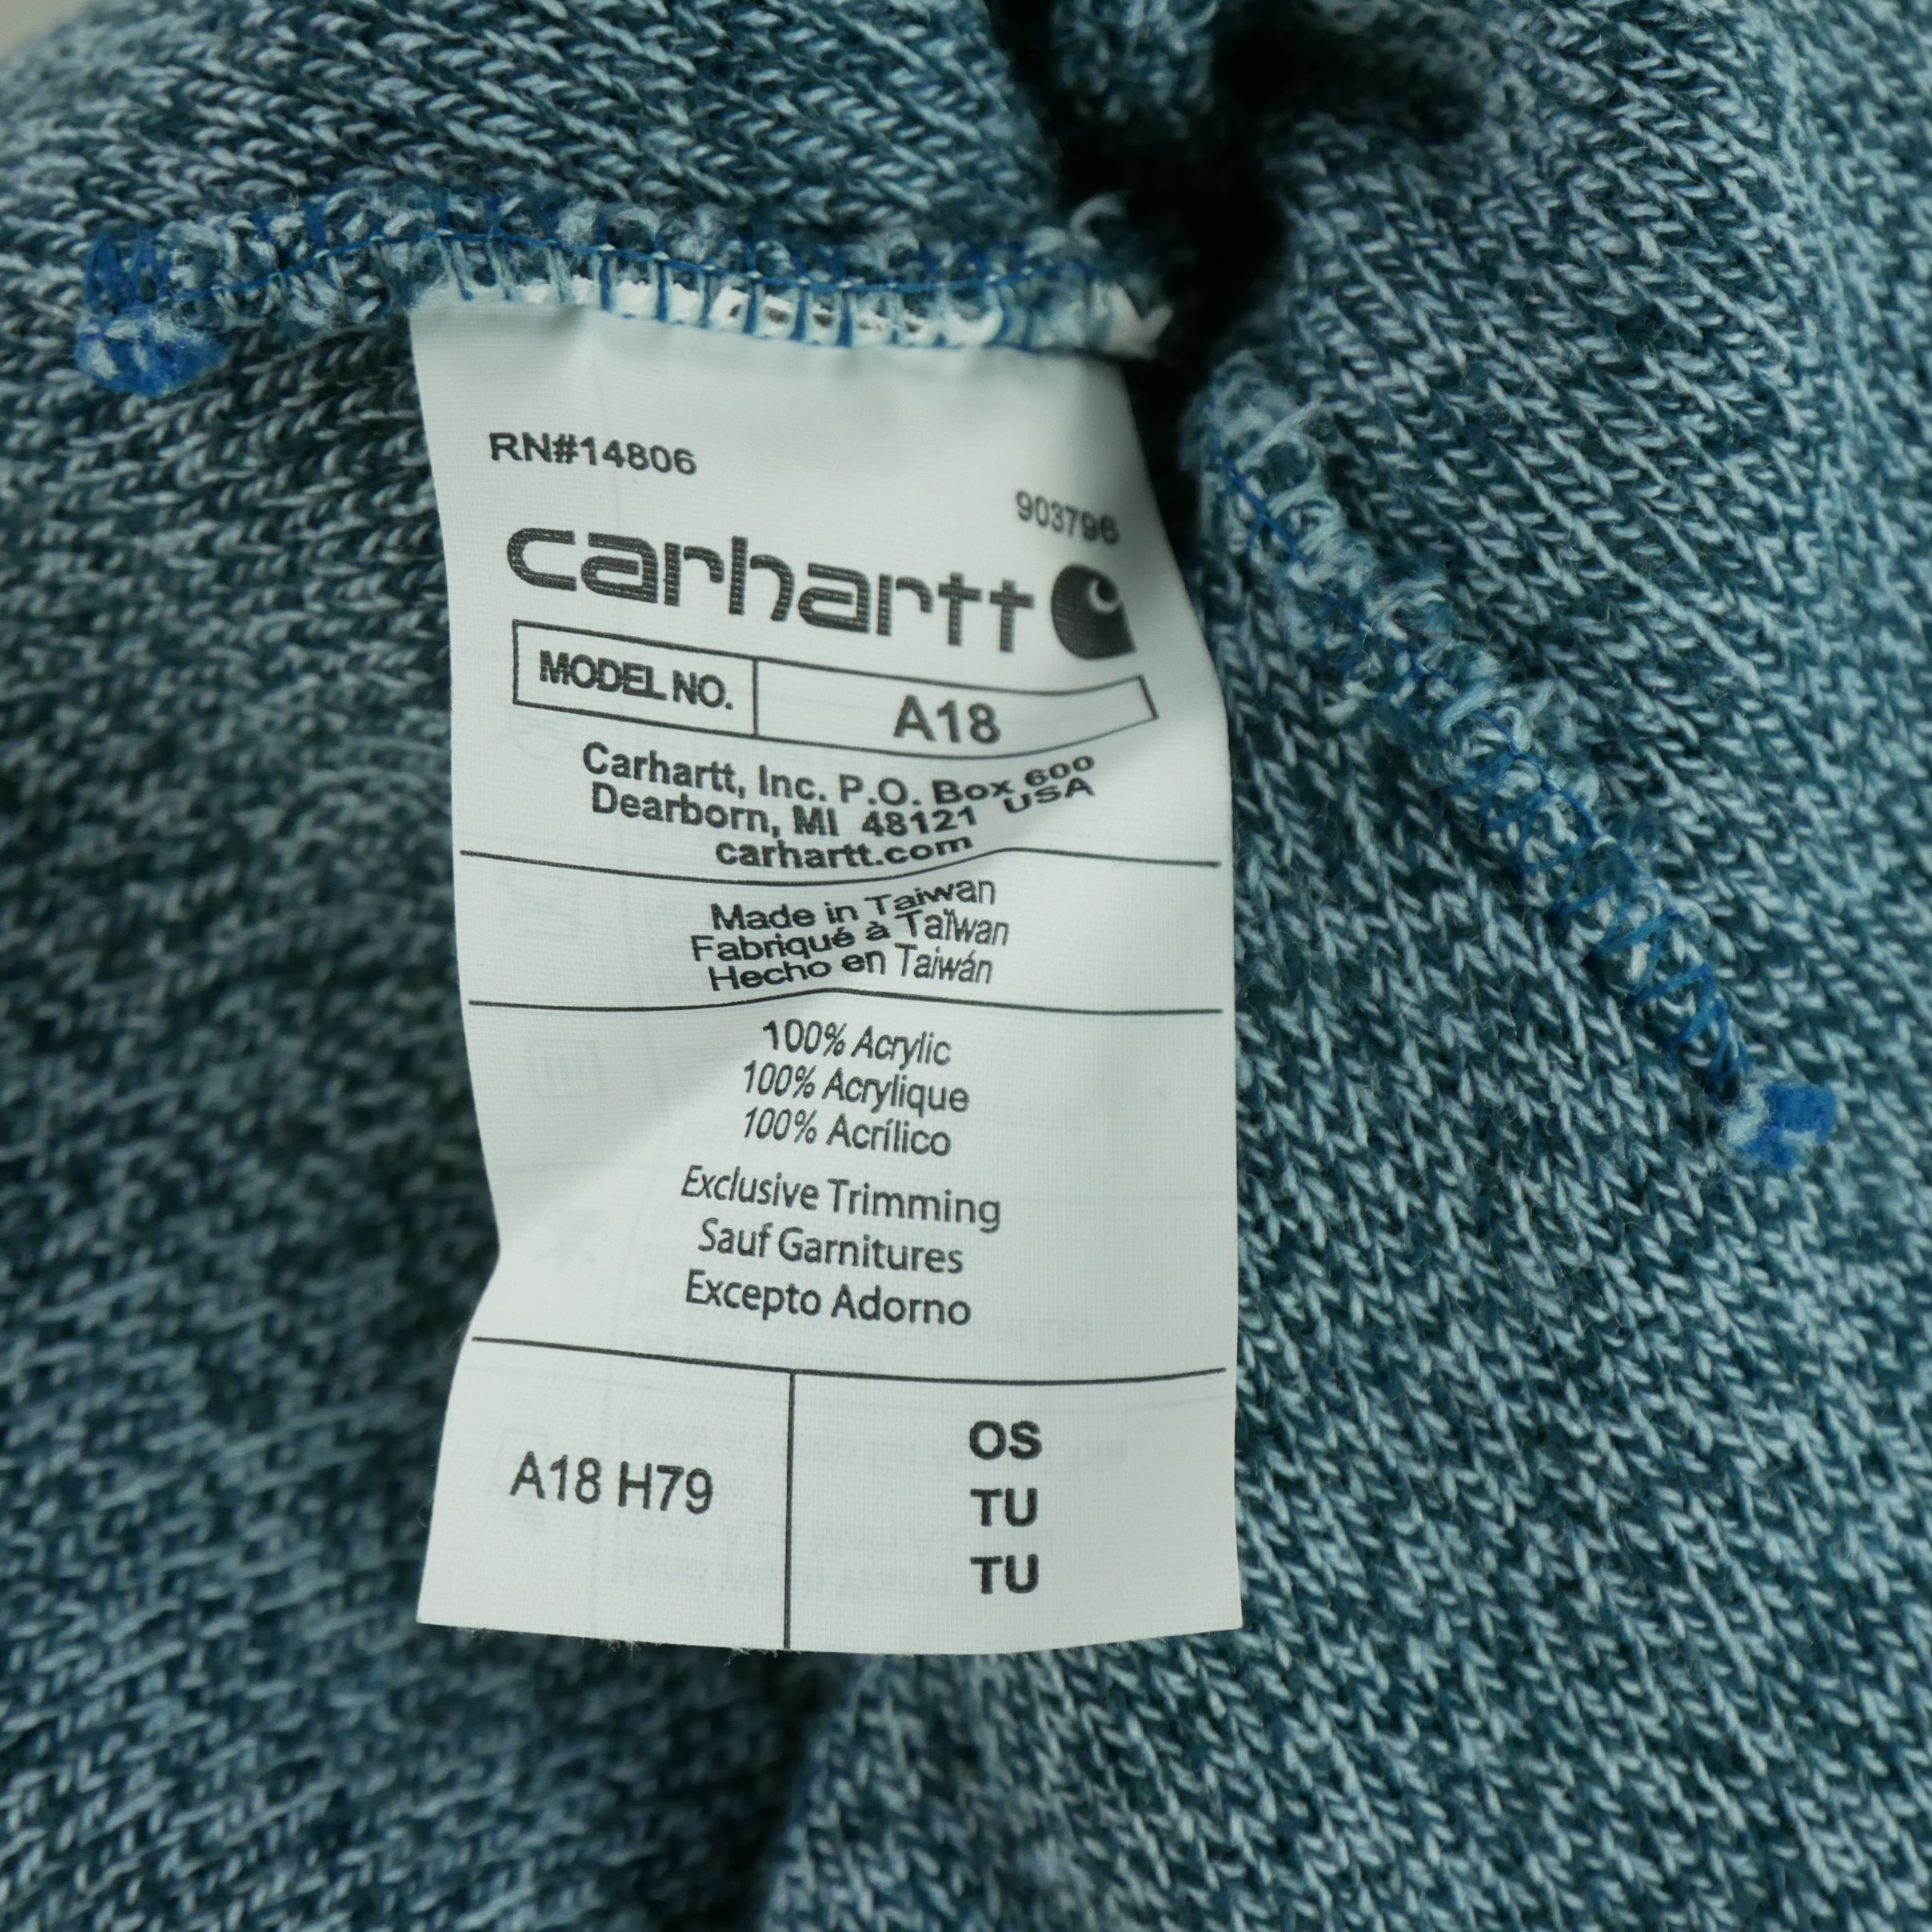 RN#14806
903796
carhartt
MODEL NO. A18
Carhartt, Inc. P.O. Box 600
Dearborn, MI 48121 USA
carhartt.com
Made in Taiwan
Fabriqué à Taïwan
Hecho en Taiwán
100% Acrylic
100% Acrylique
100% Acrílico
Exclusive Trimming
Sauf Garnitures
Excepto Adorno
A18 H79
OS
TU
TU